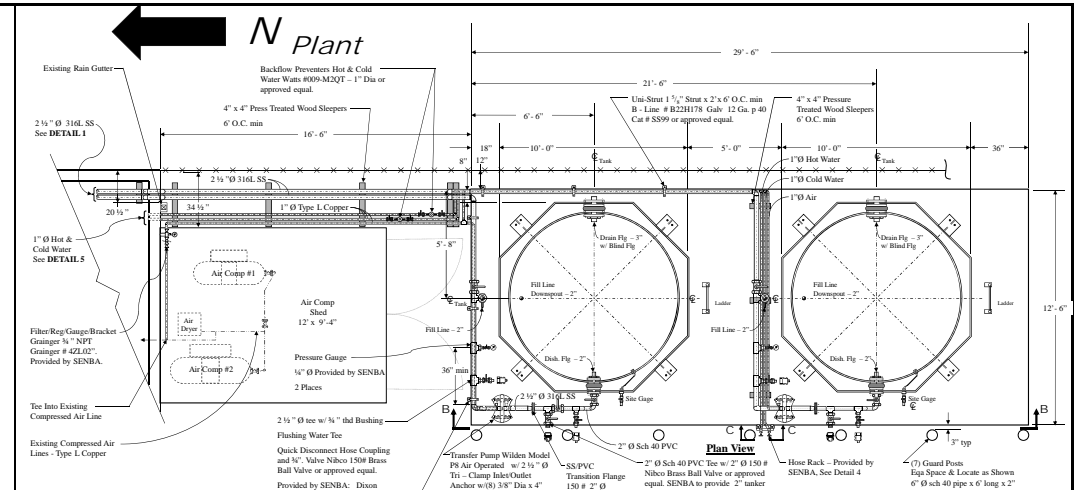 N Plant
29' - 6"
Existing Rain Gutter
Backflow Preventers Hot & Cold
Water Watts #009-M2QT – 1" Dia or
approved equal.
21' - 6"
4" x 4" Press Treated Wood Sleepers
6' O.C. min
Uni-Strut 1 5/8" Strut x 2'x 6' O.C. min
B - Line # B22H178 Galv 12 Ga. p 40
Cat # SS99 or approved equal.
4" x 4" Pressure
Treated Wood Sleepers
6' O.C. min
2 ½ " Ø 316L SS
See DETAIL 1
6' - 6"
16'- 6"
18"
10'- 0"
5'- 0"
10'- 0"
36"
8"
12"
Tank
Tank
1"Ø Hot Water
1"Ø Cold Water
1"Ø Air
2 ½ "Ø 316L SS
20 ½ "
34 ½ "
1" Ø Type L Copper
1" Ø Hot &
Cold Water
See DETAIL 5
5'- 8"
Drain Flg – 3"
w/ Blind Flg
Drain Flg – 3"
w/ Blind Flg
Air Comp #1
Air Comp
Shed
12' x 9'-4"
Fill Line
Downspout – 2"
Fill Line
Downspout – 2"
Tank
Ladder
Ladder
12' - 6"
Air
Dryer
Fill Line – 2"
Fill Line – 2"
Filter/Reg/Gauge/Bracket
Grainger ¾ " NPT
Grainger # 4ZL02".
Provided by SENBA.
Pressure Gauge
¼" Ø Provided by SENBA
2 Places
Air Comp #2
36" min
Dish. Flg – 2"
Dish. Flg – 2"
Site Gage
Site Gage
2 ½" Ø 316L SS
Tee Into Existing
Compressed Air Line
B
B
2 ½ " Ø tee w/ ¾ " thd Bushing
Flushing Water Tee
Quick Disconnect Hose Coupling
and ¾". Valve Nibco 150# Brass
Ball Valve or approved equal.
Provided by SENBA: Dixon
Existing Compressed Air
Lines - Type L Copper
2" Ø Sch 40 PVC
C
C
Plan View
3" typ
Transfer Pump Wilden Model
P8 Air Operated w/ 2 ½ " Ø
Tri – Clamp Inlet/Outlet
Anchor w/(8) 3/8" Dia x 4"
SS/PVC
Transition Flange
150 # 2" Ø
2" Ø Sch 40 PVC Tee w/ 2" Ø 150 #
Nibco Brass Ball Valve or approved
equal. SENBA to provide 2" tanker
Hose Rack – Provided by
SENBA, See Detail 4
(7) Guard Posts
Eqa Space & Locate as Shown
6" Ø sch 40 pipe x 6' long x 2"